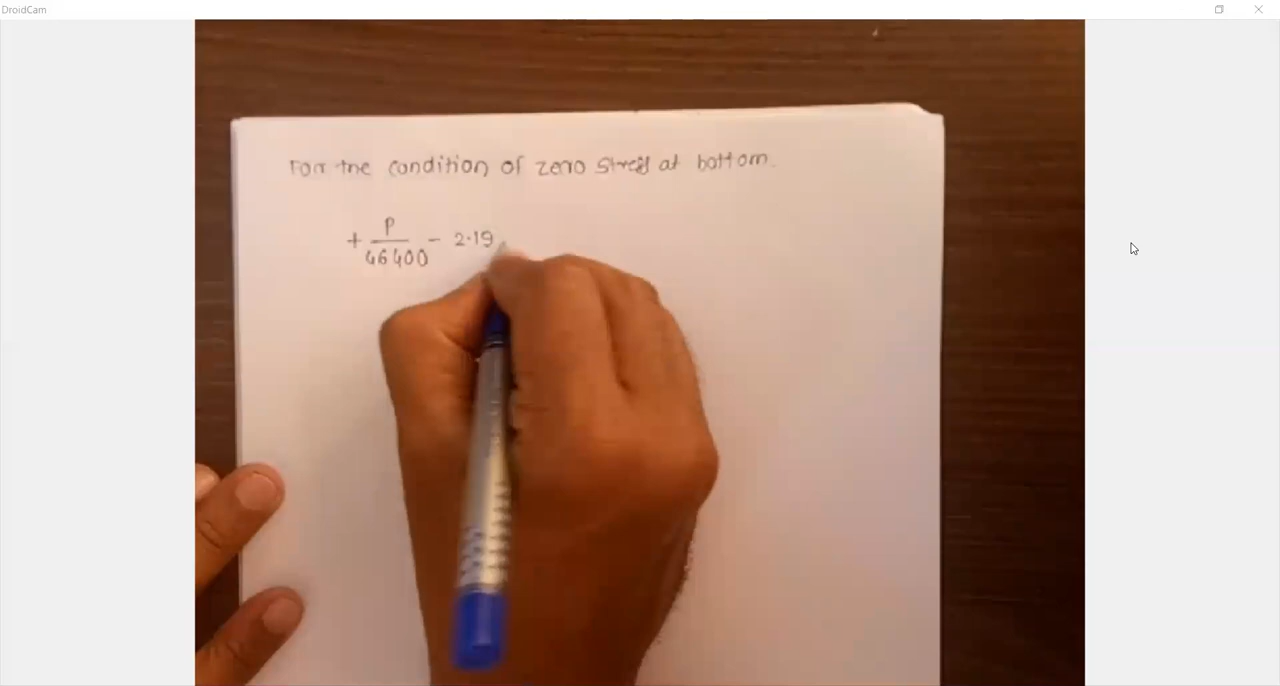 DroidCam
For the condition of zero stress at bottom.
+ P
46400 - 2.19